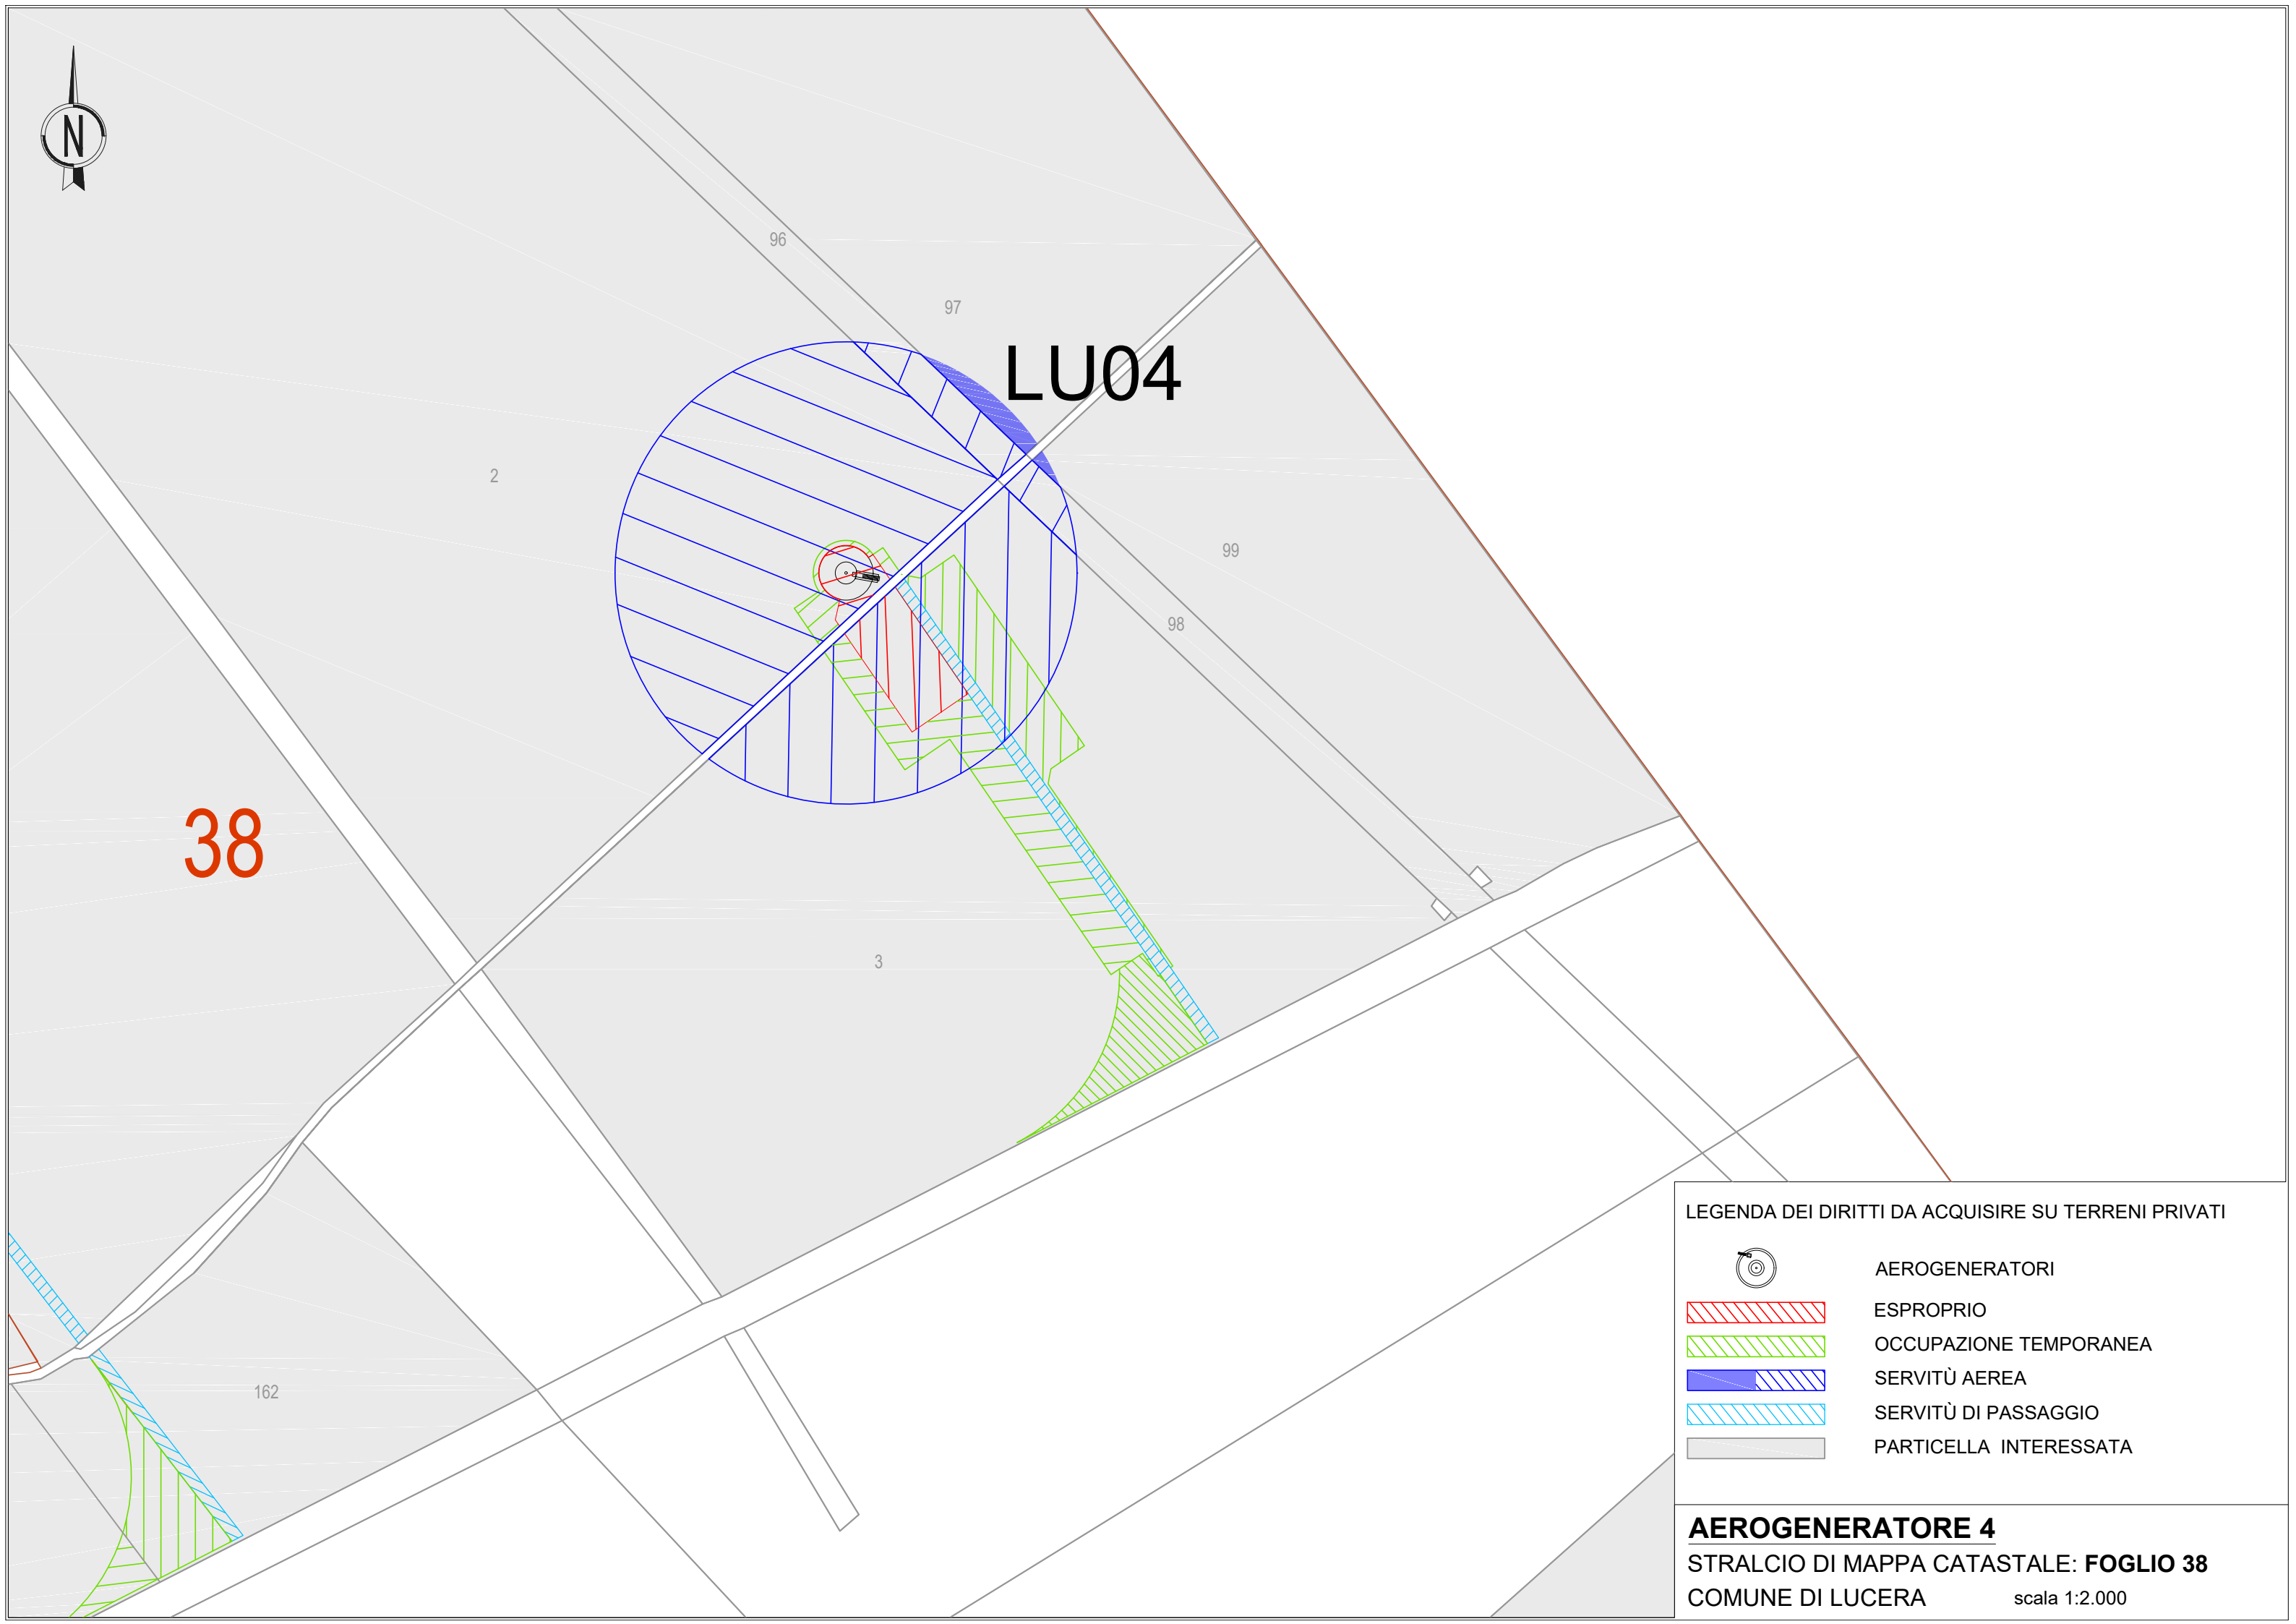 N
96
97
LU04
2
99
98
38
3
162
LEGENDA DEI DIRITTI DA ACQUISIRE SU TERRENI PRIVATI
AEROGENERATORI
ESPROPRIO
OCCUPAZIONE TEMPORANEA
SERVITÙ AEREA
SERVITÙ DI PASSAGGIO
PARTICELLA INTERESSATA
AEROGENERATORE 4
STRALCIO DI MAPPA CATASTALE: FOGLIO 38
COMUNE DI LUCERA scala 1:2.000